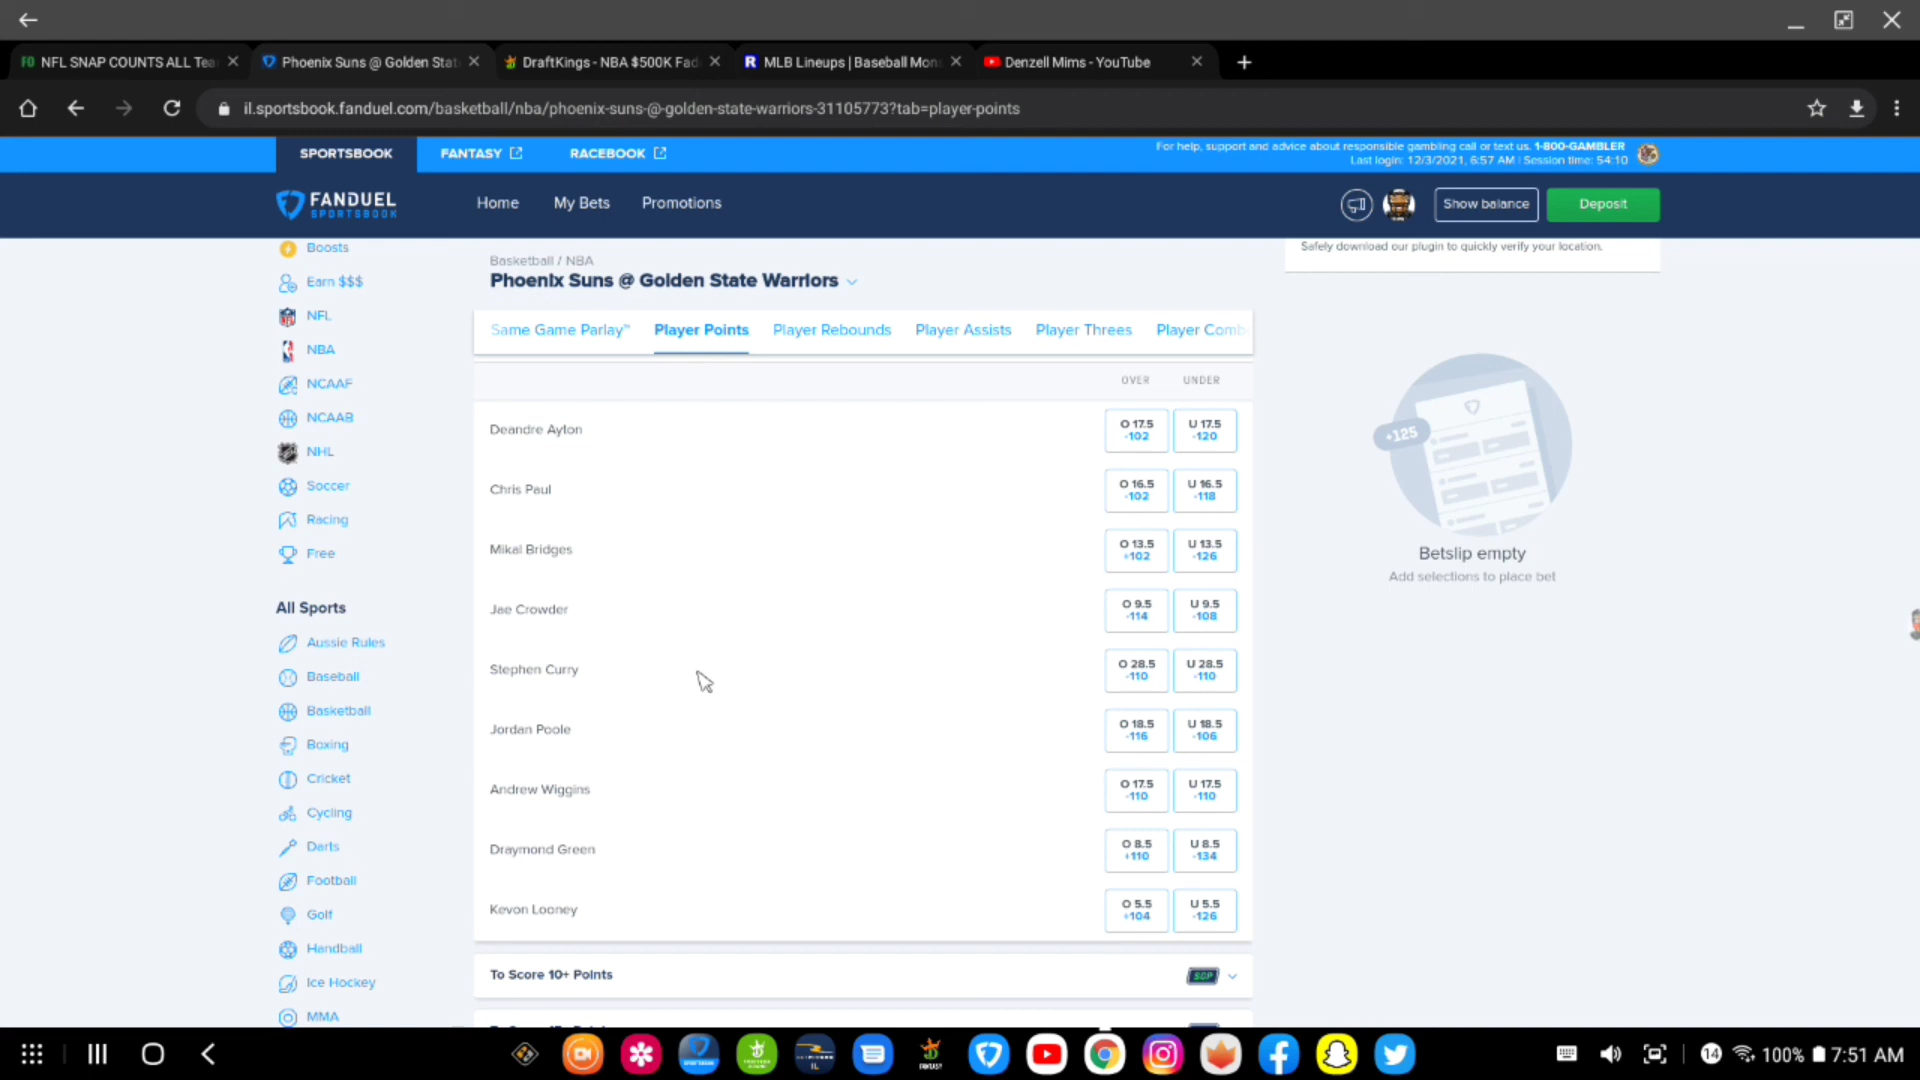 NFL SNAP COUNTS ALL Tea
Phoenix Suns @ Golden Stat
DraftKings - NBA $500K Fad
MLB Lineups | Baseball Mon
Denzell Mims - YouTube
il.sportsbook.fanduel.com/basketball/nba/phoenix-suns-@-golden-state-warriors-31105773?tab=player-points
SPORTSBOOK
FANTASY
RACEBOOK
For help, support and advice about responsible gambling call or text us. 1-800-GAMBLER
Last login: 12/3/2021, 6:57 AM | Session time: 54:10
FANDUEL
SPORTSBOOK
Home
My Bets
Promotions
Show balance
Deposit
Boosts
Earn $$$
NFL
NBA
NCAAF
NCAAB
NHL
Soccer
Racing
Free
All Sports
Aussie Rules
Baseball
Basketball
Boxing
Cricket
Cycling
Darts
Football
Golf
Handball
Ice Hockey
MMA
Basketball / NBA
Phoenix Suns @ Golden State Warriors
Same Game Parlay™
Player Points
Player Rebounds
Player Assists
Player Threes
Player Comb
OVER UNDER
Deandre Ayton
O 17.5 U 17.5
-102 -120
Chris Paul
O 16.5 U 16.5
-102 -118
Mikal Bridges
O 13.5 U 13.5
+102 -126
Jae Crowder
O 9.5 U 9.5
-114 -108
Stephen Curry
O 28.5 U 28.5
-110 -110
Jordan Poole
O 18.5 U 18.5
-116 -106
Andrew Wiggins
O 17.5 U 17.5
-110 -110
Draymond Green
O 8.5 U 8.5
+110 -134
Kevon Looney
O 5.5 U 5.5
+104 -126
To Score 10+ Points
SGP
Safely download our plugin to quickly verify your location.
+125
Betslip empty
Add selections to place bet
14
100%
7:51 AM